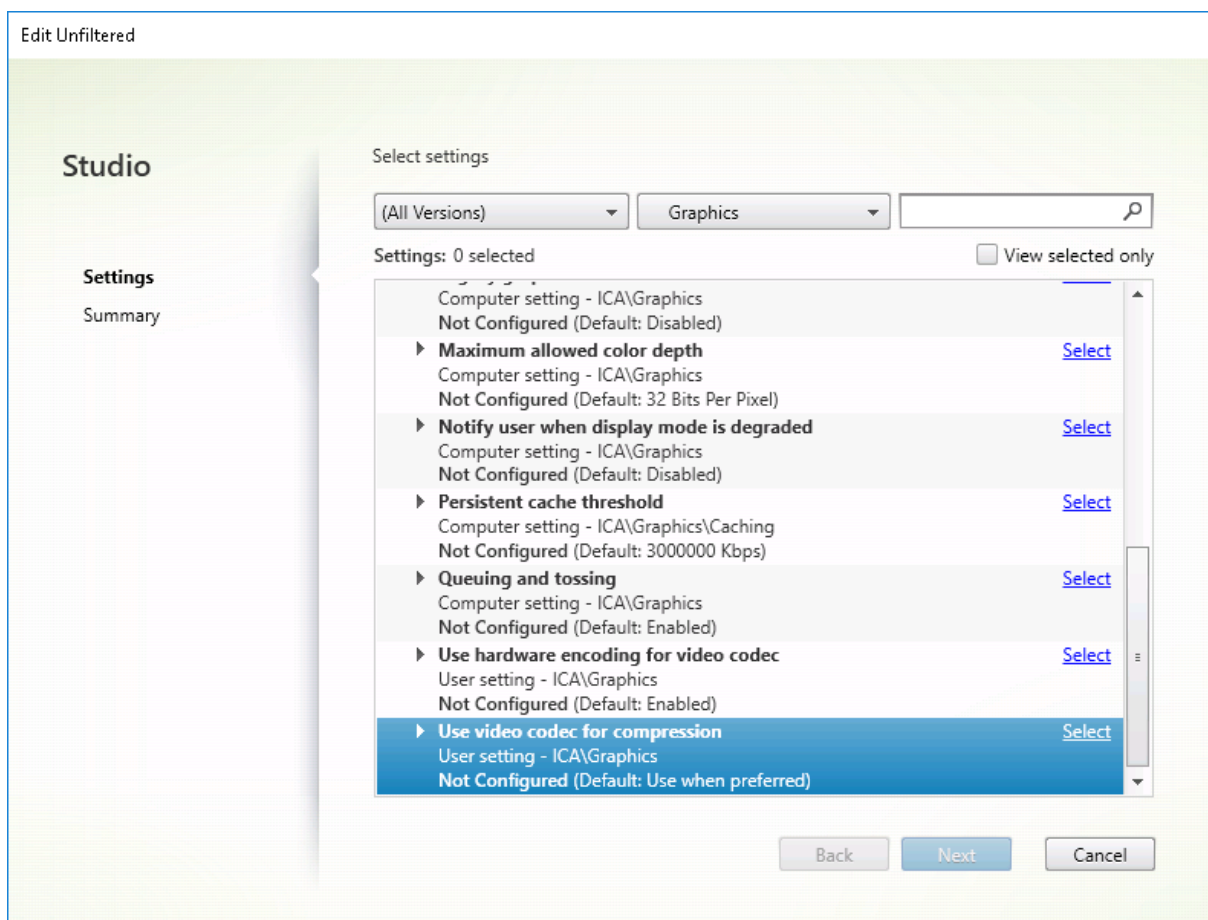 Edit Unfiltered
Studio
Settings
Summary
Select settings
(All Versions)
Graphics
Settings: 0 selected
View selected only
Computer setting - ICA\Graphics
Not Configured (Default: Disabled)
Maximum allowed color depth Select
Computer setting - ICA\Graphics
Not Configured (Default: 32 Bits Per Pixel)
Notify user when display mode is degraded Select
Computer setting - ICA\Graphics
Not Configured (Default: Disabled)
Persistent cache threshold Select
Computer setting - ICA\Graphics\Caching
Not Configured (Default: 3000000 Kbps)
Queuing and tossing Select
Computer setting - ICA\Graphics
Not Configured (Default: Enabled)
Use hardware encoding for video codec Select
User setting - ICA\Graphics
Not Configured (Default: Enabled)
Use video codec for compression Select
User setting - ICA\Graphics
Not Configured (Default: Use when preferred)
Back Next Cancel